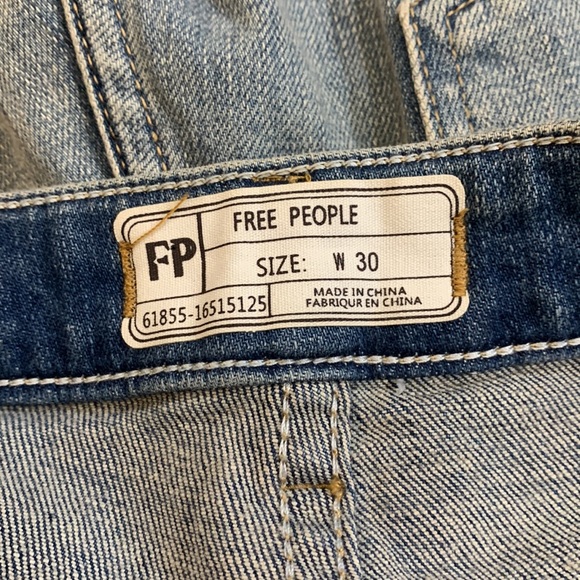 FREE PEOPLE
FP
SIZE: W 30
61855-16515125
MADE IN CHINA
FABRIQUR EN CHINA